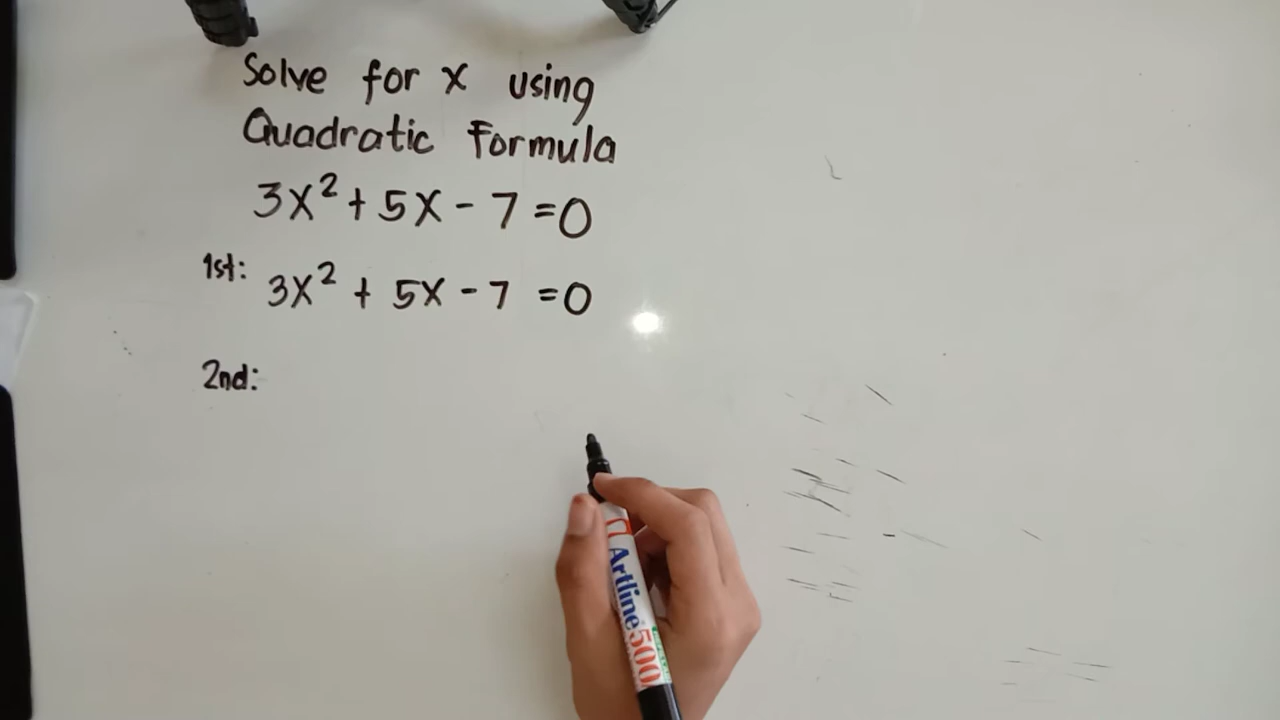 Solve for x using
Quadratic Formula
3x² + 5x - 7 = 0
1st: 3x² + 5x - 7 = 0
2nd:
Artline 500